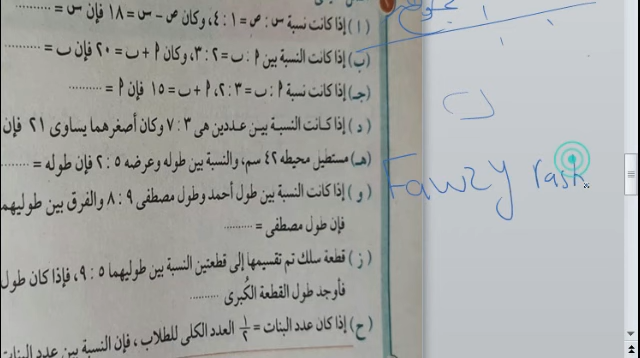 ( أ ) إذا كانت نسبة س : ص = ١ : ٤، وكان ص - س = ١٨ فإن س = ............
(ب) إذا كانت النسبة بين أ : ب = ٢ : ٣، وكان أ + ب = ٢٠ فإن ب = ............
(جـ) إذا كانت نسبة أ : ب = ٣ : ٢، أ + ب = ١٥ فإن أ = ............
( د ) إذا كانت النسبة بين عددين هى ٣ : ٧ وكان أصغرهما يساوى ٢١ فإن
(هـ) مستطيل محيطه ٤٢ سم، والنسبة بين طوله وعرضه ٥ : ٢ فإن طوله = ............
( و ) إذا كانت النسبة بين طول أحمد وطول مصطفى ٩ : ٨ والفرق بين طوليهما
فإن طول مصطفى = ............
( ز ) قطعة سلك تم تقسيمها إلى قطعتين النسبة بين طوليهما ٥ : ٩، فإذا كان طول
فأوجد طول القطعة الكبرى ............
(ح) إذا كان عدد البنات = ١/٢ العدد الكلى للطلاب ، فإن النسبة بين عدد البنات
Fawzy rash